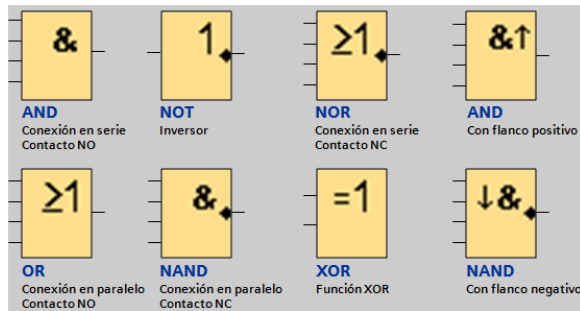 & 1 ≥1 &↑
AND NOT NOR AND
Conexión en serie Inversor Conexión en serie Con flanco positivo
Contacto NO Contacto NC
≥1 & =1 ↓&
OR NAND XOR NAND
Conexión en paralelo Conexión en paralelo Función XOR Con flanco negativo
Contacto NO Contacto NC